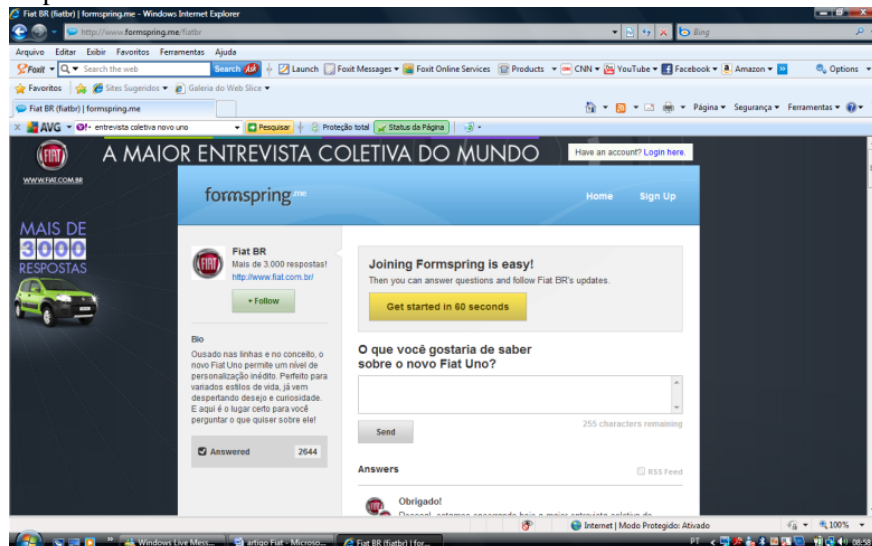 Fiat BR (fiatbr) | formspring.me - Windows Internet Explorer
http://www.formspring.me/fiatbr
Bing
Arquivo Editar Exibir Favoritos Ferramentas Ajuda
Foxit Search the web Search Launch Foxit Messages Foxit Online Services Products CNN YouTube Facebook Amazon Options
Favoritos Sites Sugeridos Galeria do Web Slice
Fiat BR (fiatbr) | formspring.me Página Segurança Ferramentas
AVG entrevista coletiva novo uno Pesquisar Proteção total Status da Página
FIAT A MAIOR ENTREVISTA COLETIVA DO MUNDO Have an account? Login here.
WWW.FIAT.COM.BR
formspring.me Home Sign Up
MAIS DE
3000
RESPOSTAS
FIAT
Fiat BR
Mais de 3.000 respostas!
http://www.fiat.com.br/
+ Follow
Bio
Ousado nas linhas e no conceito, o
novo Fiat Uno permite um nível de
personalização inédito. Perfeito para
variados estilos de vida, já vem
despertando desejo e curiosidade.
E aqui é o lugar certo para você
perguntar o que quiser sobre ele!
Answered 2644
Joining Formspring is easy!
Then you can answer questions and follow Fiat BR's updates.
Get started in 60 seconds
O que você gostaria de saber
sobre o novo Fiat Uno?
255 characters remaining
Send
Answers RSS Feed
Obrigado!
Internet | Modo Protegido: Ativado 100%
Windows Live Mess... artigo Fiat - Microso... Fiat BR (fiatbr) | for... PT 08:58